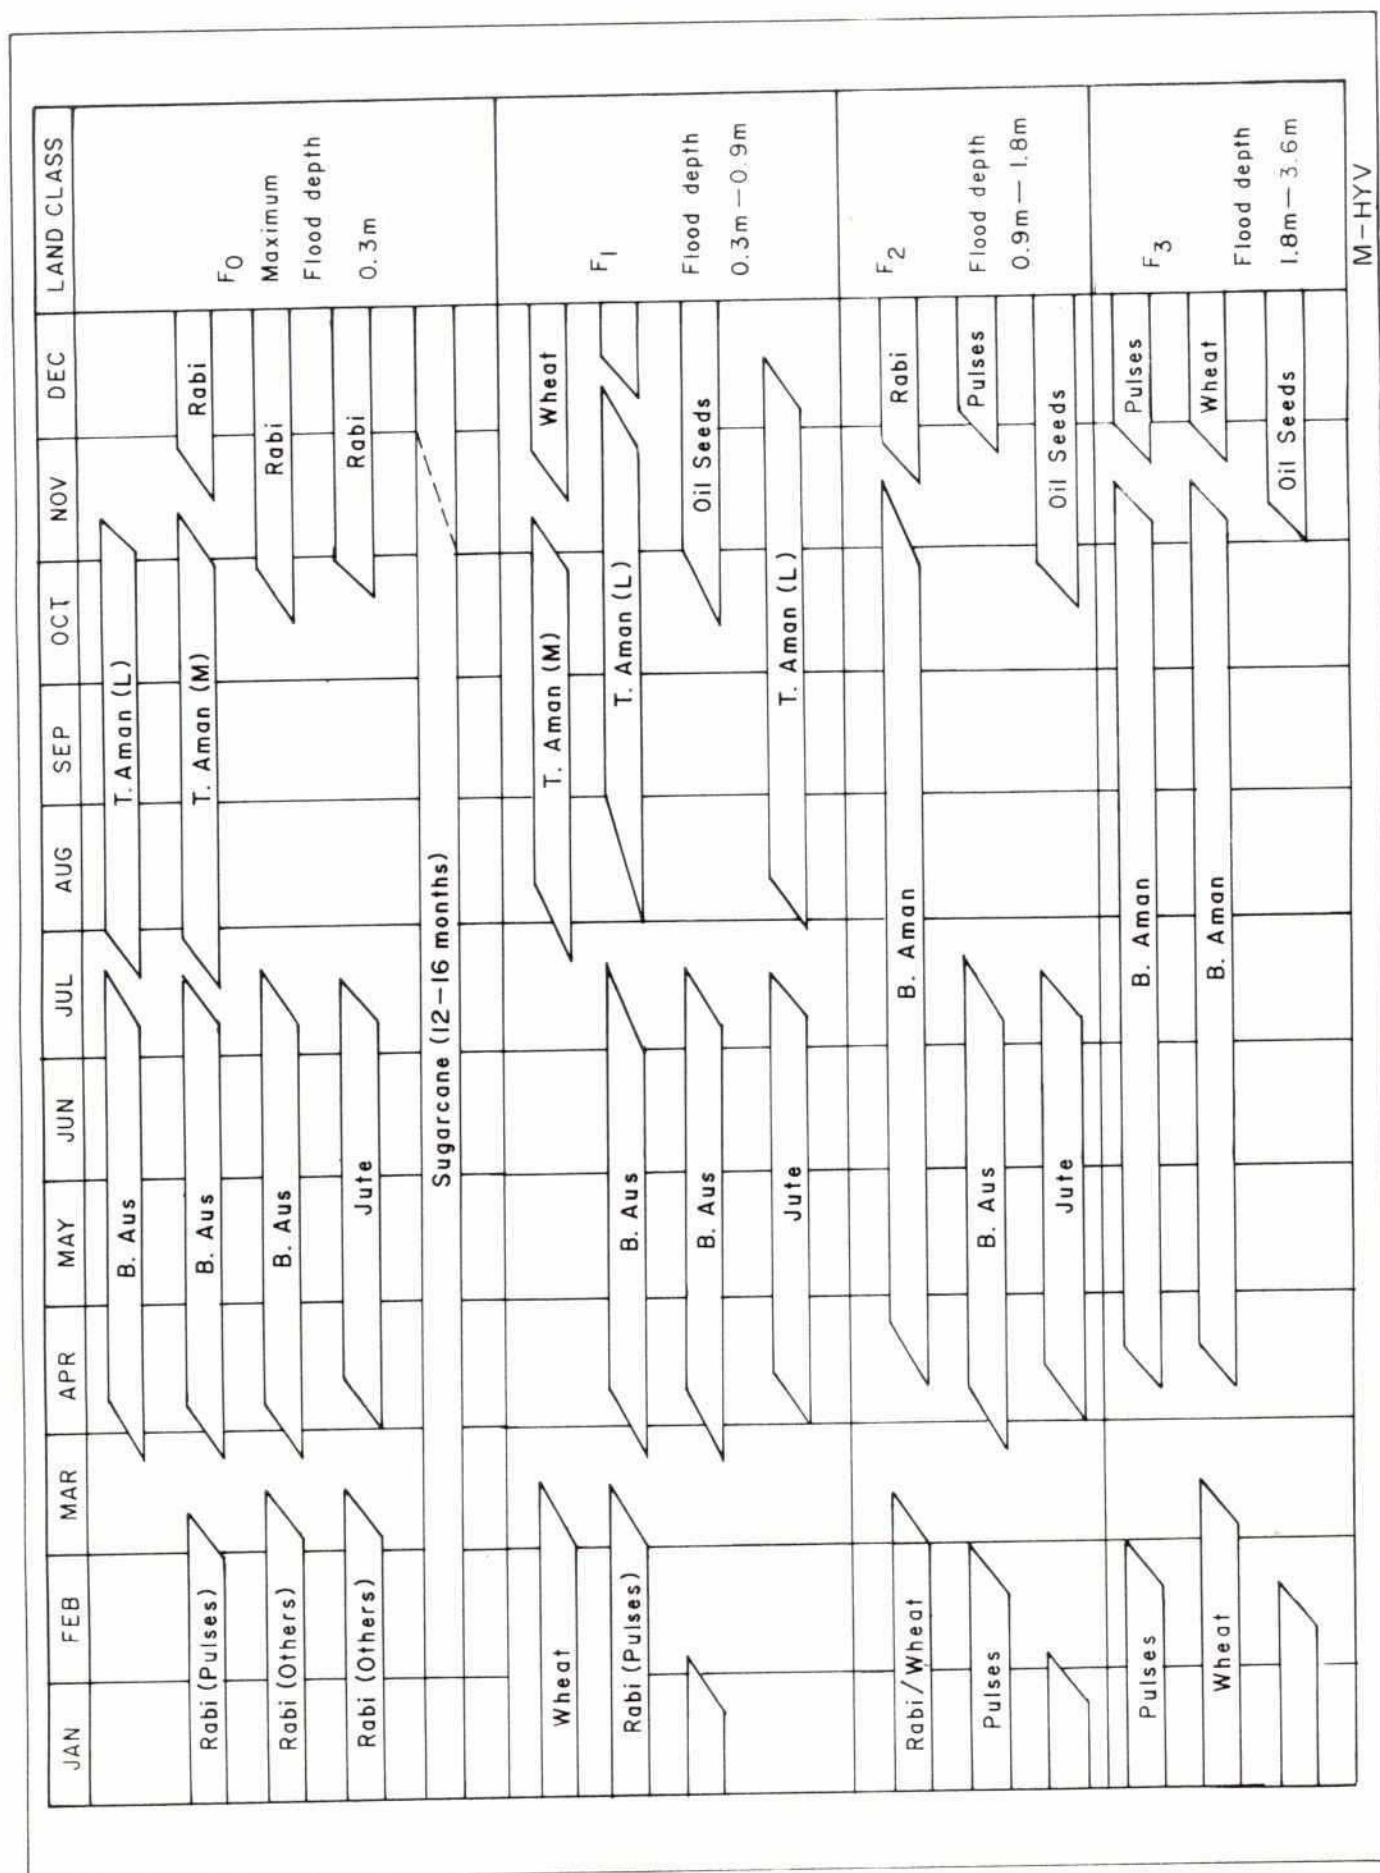 JAN FEB MAR APR MAY JUN JUL AUG SEP OCT NOV DEC LAND CLASS
B. Aus T. Aman (L)
Rabi (Pulses) B. Aus T. Aman (M) Rabi
Rabi (Others) B. Aus Rabi
Rabi (Others) Jute Rabi
Sugarcane (12-16 months)
F0
Maximum
Flood depth
0.3m
Wheat T. Aman (M) Wheat
Rabi (Pulses) B. Aus T. Aman (L)
B. Aus Oil Seeds
Jute T. Aman (L)
F1
Flood depth
0.3m — 0.9m
Rabi/Wheat B. Aman Rabi
Pulses B. Aus Pulses
Jute Oil Seeds
F2
Flood depth
0.9m — 1.8m
Pulses B. Aman Pulses
Wheat B. Aman Wheat
Oil Seeds
F3
Flood depth
1.8m — 3.6m
M-HYV